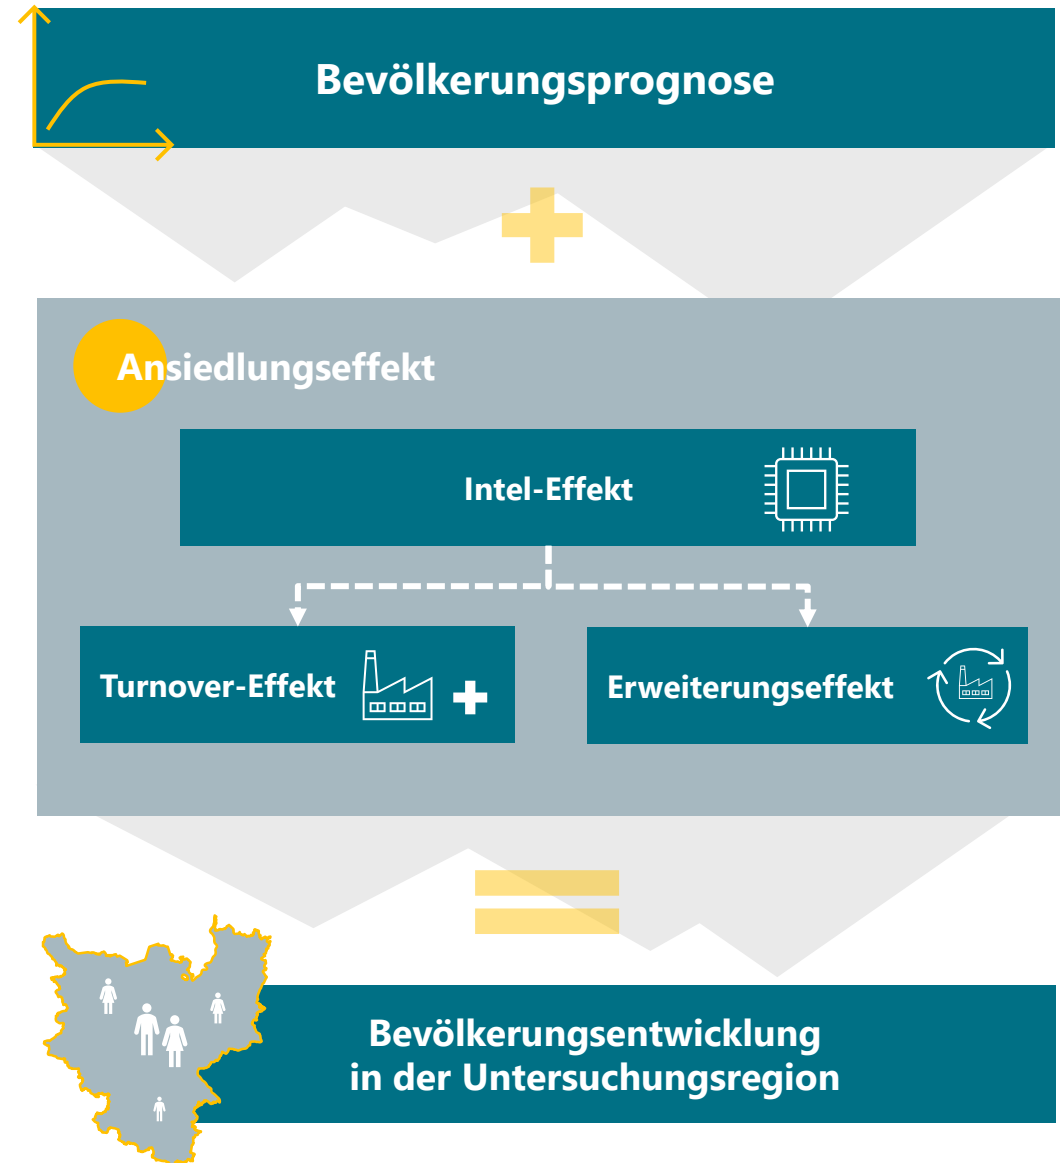 Bevölkerungsprognose
Ansiedlungseffekt
Intel-Effekt
Turnover-Effekt
Erweiterungseffekt
Bevölkerungsentwicklung
in der Untersuchungsregion